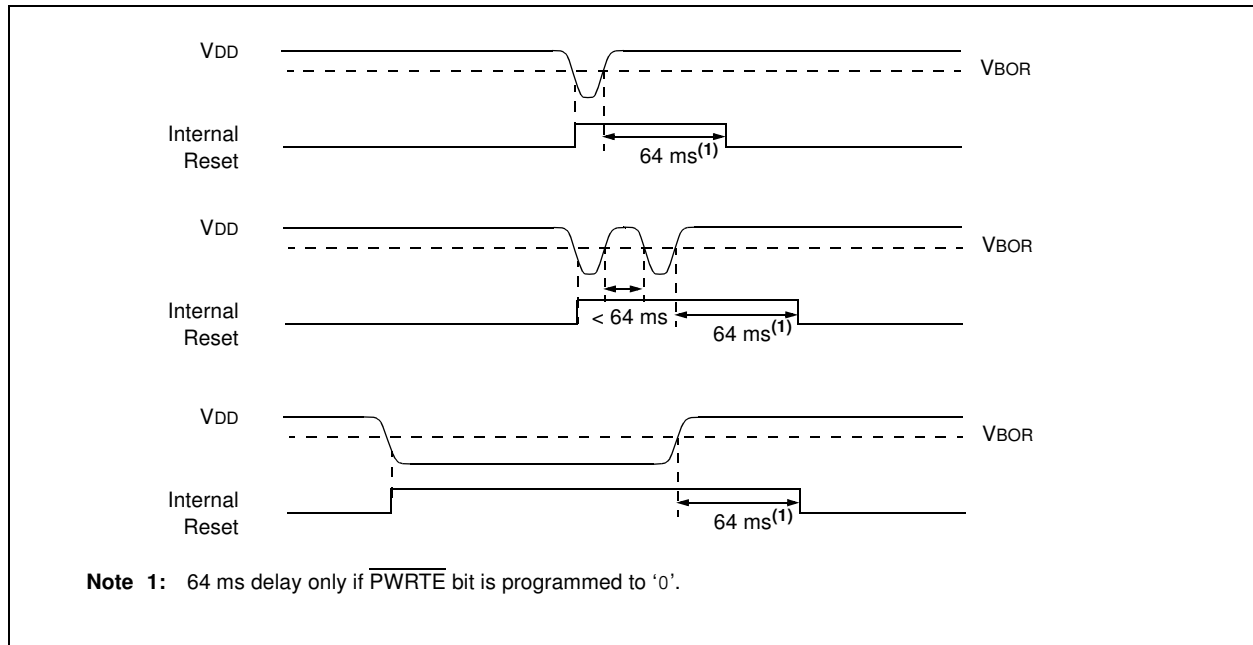 VDD
VBOR
Internal
Reset
64 ms(1)
VDD
VBOR
Internal
Reset
< 64 ms
64 ms(1)
VDD
VBOR
Internal
Reset
64 ms(1)
Note 1: 64 ms delay only if PWRTE bit is programmed to ‘0’.